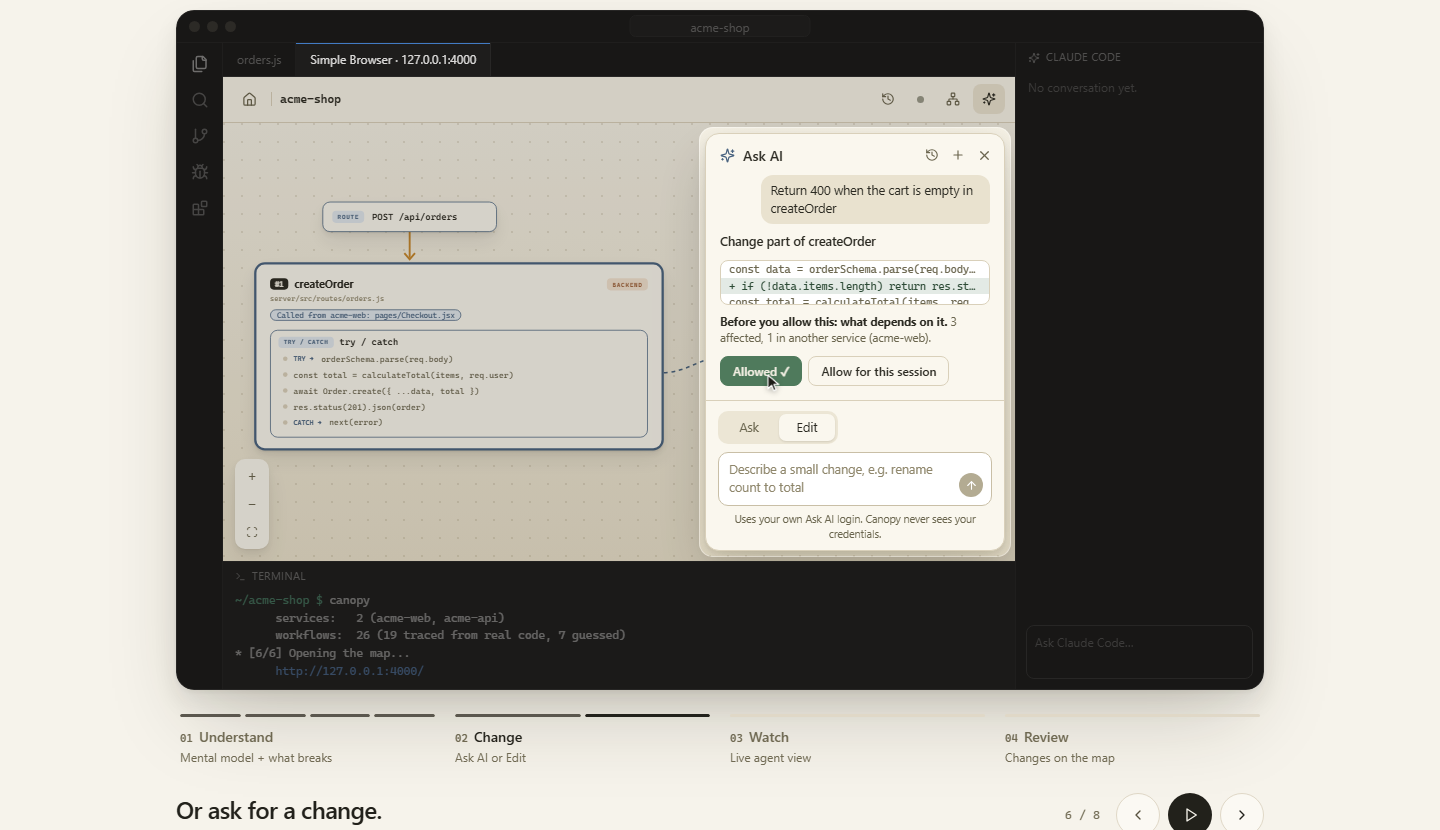 acme-shop
orders.js
Simple Browser · 127.0.0.1:4000
CLAUDE CODE
No conversation yet.
acme-shop
Ask AI
Return 400 when the cart is empty in
createOrder
Change part of createOrder
const data = orderSchema.parse(req.body…
+ if (!data.items.length) return res.st…
const total = calculateTotal(items, req…
Before you allow this: what depends on it. 3
affected, 1 in another service (acme-web).
Allowed ✓
Allow for this session
Ask
Edit
Describe a small change, e.g. rename
count to total
Uses your own Ask AI login. Canopy never sees your
credentials.
ROUTE
POST /api/orders
#1
createOrder
BACKEND
server/src/routes/orders.js
Called from acme-web: pages/Checkout.jsx
TRY / CATCH
try / catch
TRY → orderSchema.parse(req.body)
const total = calculateTotal(items, req.user)
await Order.create({ ...data, total })
res.status(201).json(order)
CATCH → next(error)
+
−
TERMINAL
~/acme-shop $ canopy
services: 2 (acme-web, acme-api)
workflows: 26 (19 traced from real code, 7 guessed)
* [6/6] Opening the map...
http://127.0.0.1:4000/
Ask Claude Code...
01 Understand
Mental model + what breaks
02 Change
Ask AI or Edit
03 Watch
Live agent view
04 Review
Changes on the map
Or ask for a change.
6 / 8